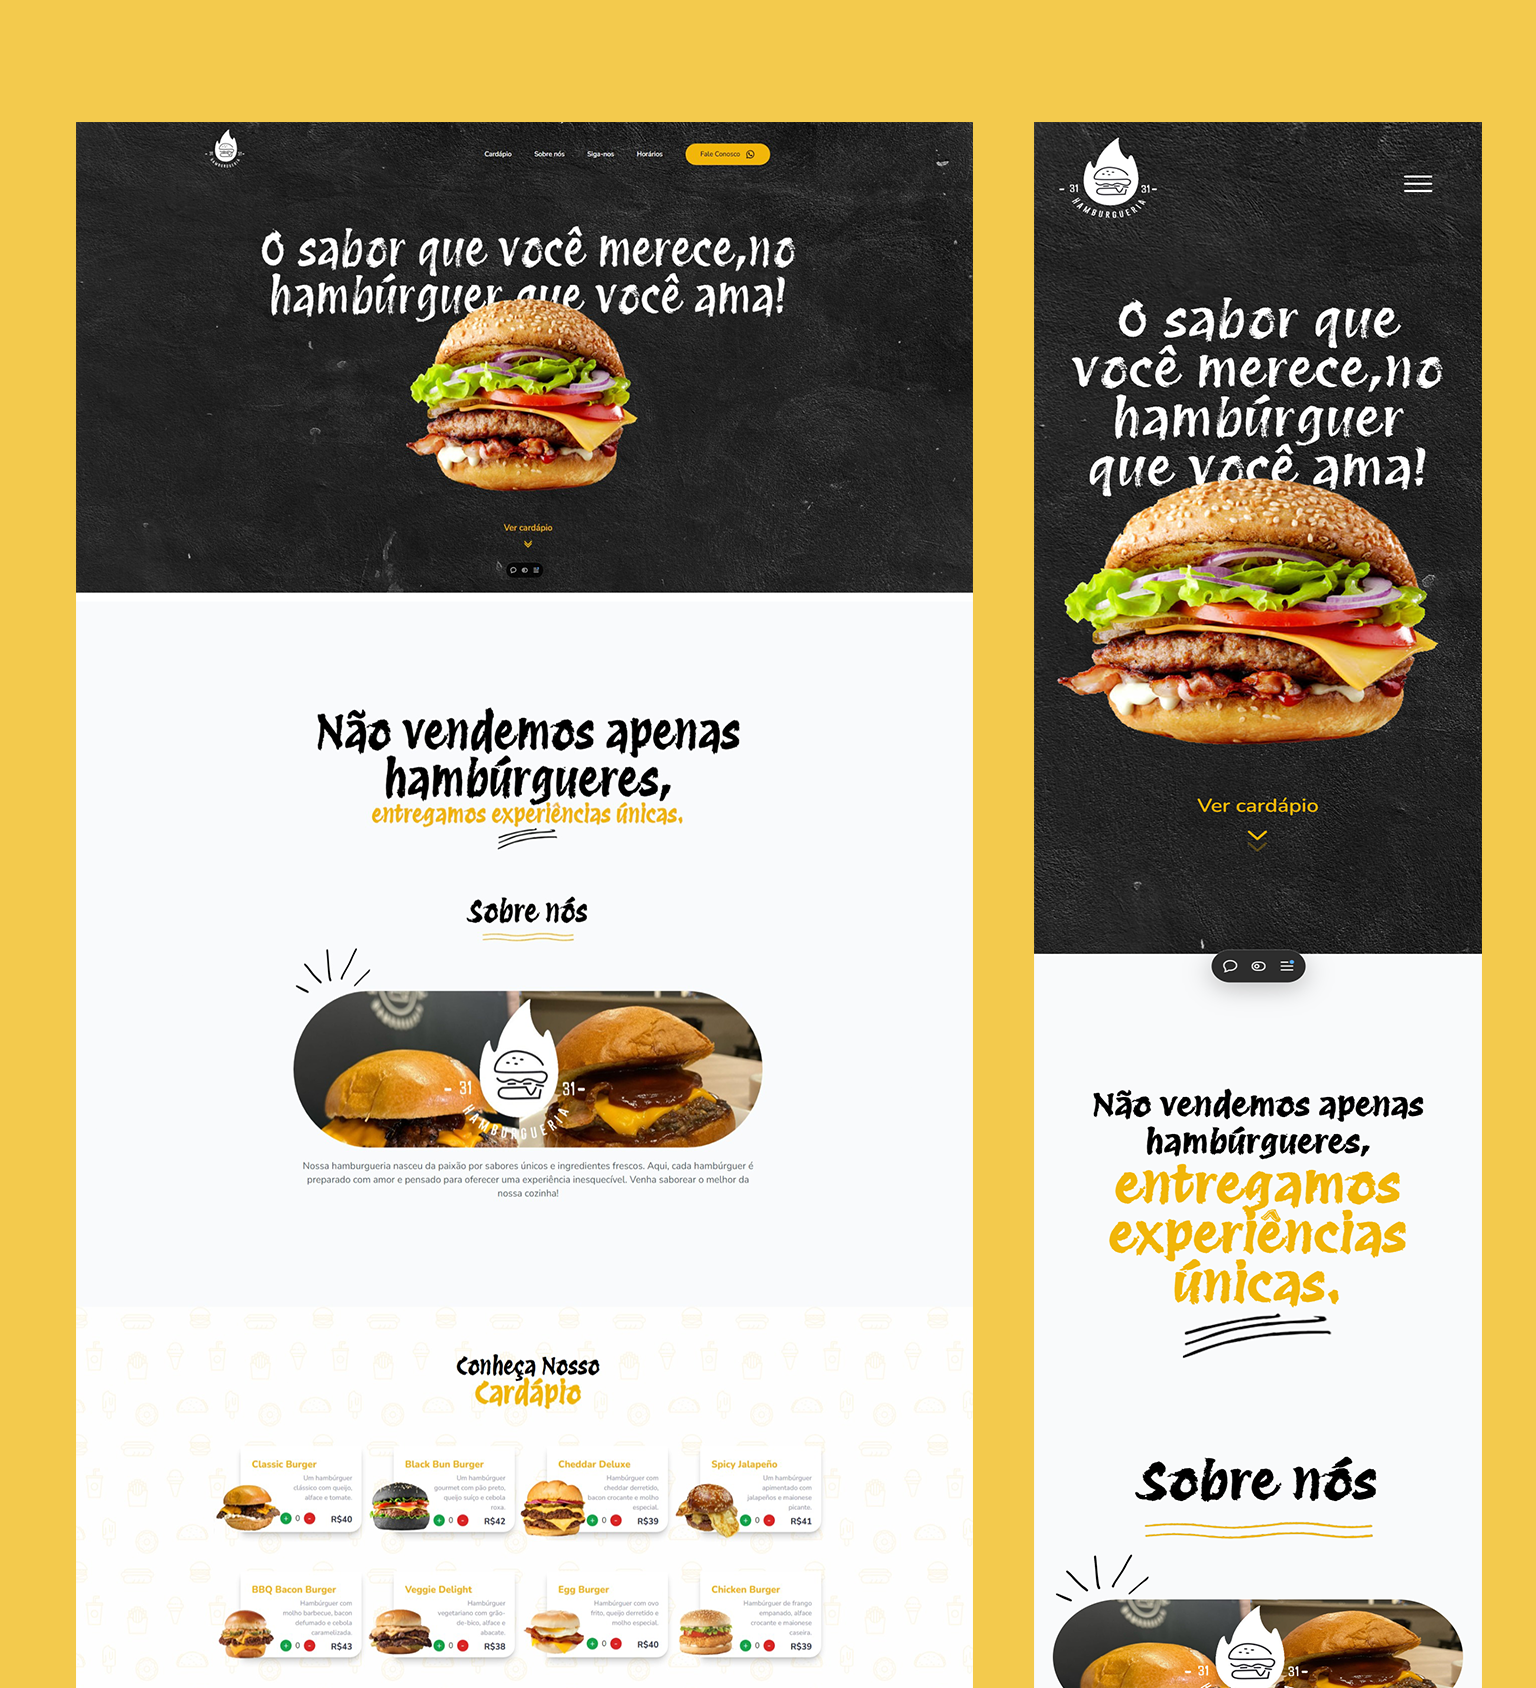 31 31
HAMBURGUERIA
Cardápio Sobre nós Siga-nos Horários Fale Conosco
O sabor que você merece,no
hambúrguer que você ama!
Ver cardápio
Não vendemos apenas
hambúrgueres,
entregamos experiências únicas.
Sobre nós
- 31 31 -
HAMBURGUERIA
Nossa hamburgueria nasceu da paixão por sabores únicos e ingredientes frescos. Aqui, cada hambúrguer é
preparado com amor e pensado para oferecer uma experiência inesquecível. Venha saborear o melhor da
nossa cozinha!
Conheça Nosso
Cardápio
Classic Burger
Um hambúrguer
clássico com queijo,
alface e tomate.
+ 0 - R$40
Black Bun Burger
Um hambúrguer
gourmet com pão preto,
queijo suíço e cebola
roxa.
+ 0 - R$42
Cheddar Deluxe
Hambúrguer com
cheddar derretido,
bacon crocante e molho
especial.
+ 0 - R$39
Spicy Jalapeño
Um hambúrguer
apimentado com
jalapeños e maionese
picante.
+ 0 - R$41
BBQ Bacon Burger
Hambúrguer com
molho barbecue, bacon
defumado e cebola
caramelizada.
+ 0 - R$43
Veggie Delight
Hambúrguer
vegetariano com grão-
de-bico, alface e
abacate.
+ 0 - R$38
Egg Burger
Hambúrguer com ovo
frito, queijo derretido e
molho especial.
+ 0 - R$40
Chicken Burger
Hambúrguer de frango
empanado, alface
crocante e maionese
caseira.
+ 0 - R$39
- 31 31 -
HAMBURGUERIA
O sabor que
você merece,no
hambúrguer
que você ama!
Ver cardápio
Não vendemos apenas
hambúrgueres,
entregamos
experiências
únicas.
Sobre nós
- 31 31 -